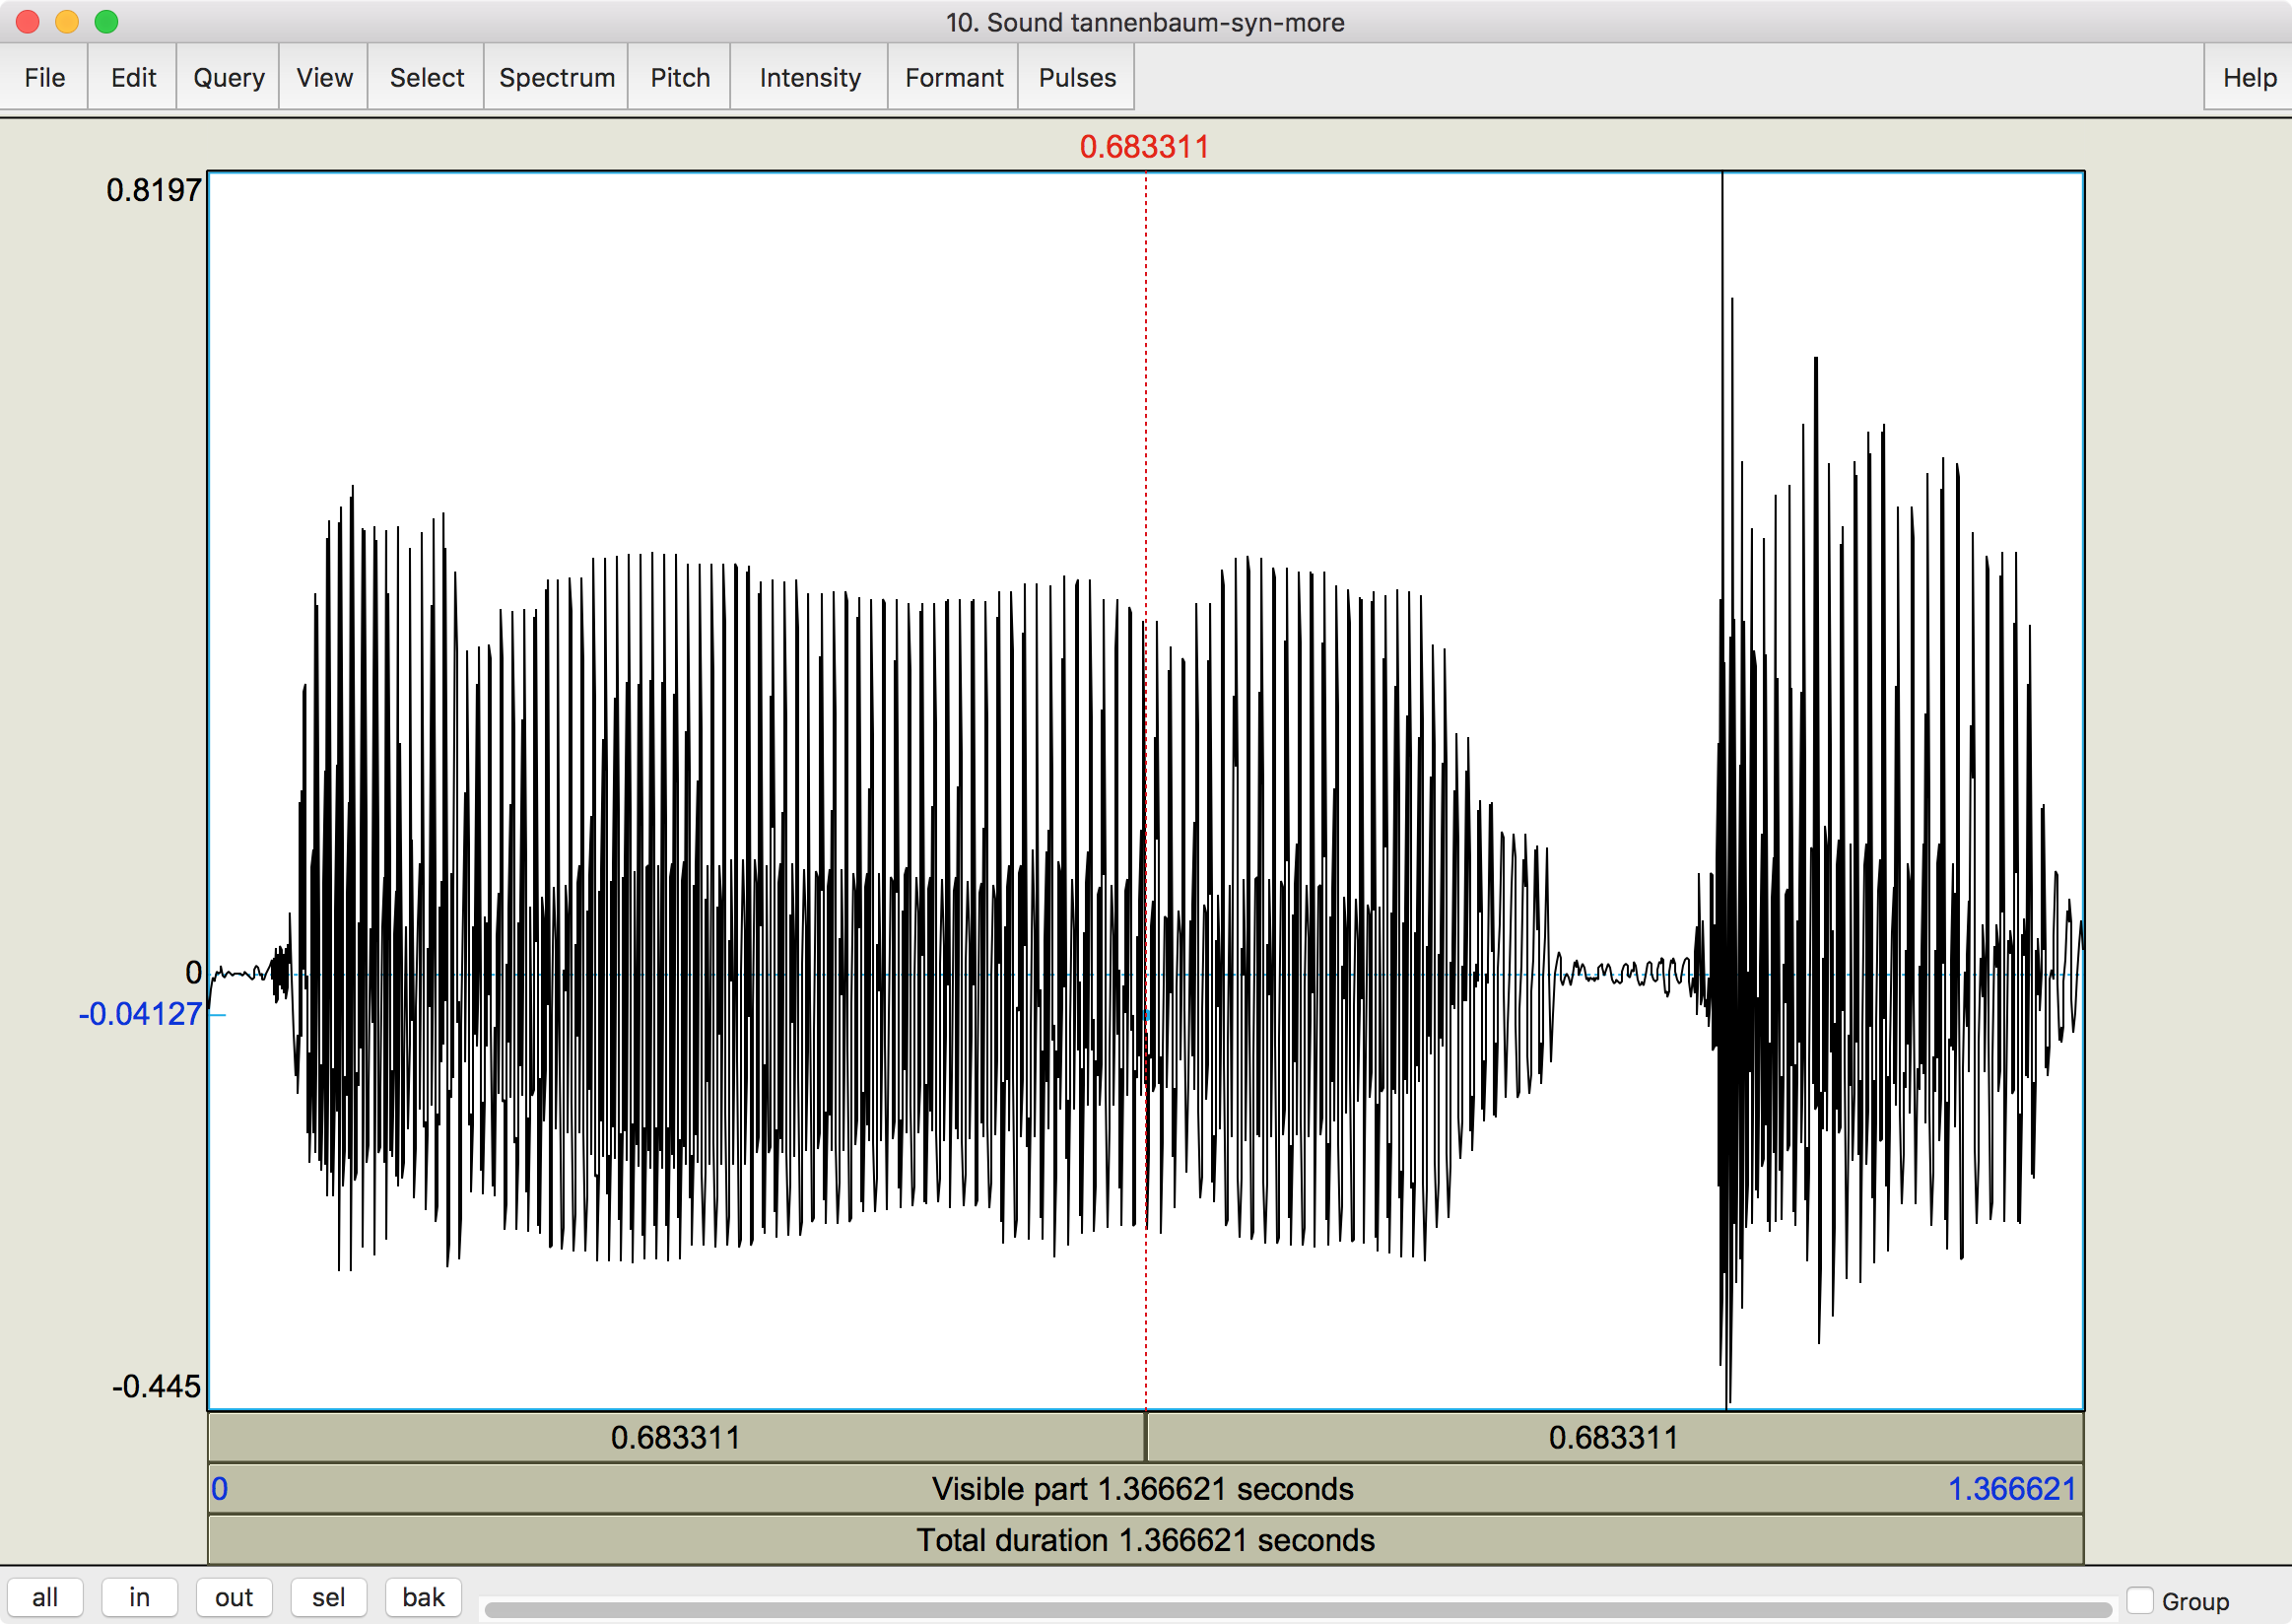 10. Sound tannenbaum-syn-more
File Edit Query View Select Spectrum Pitch Intensity Formant Pulses Help
0.683311
0.8197
0
-0.04127
-0.445
0.683311 0.683311
0 Visible part 1.366621 seconds 1.366621
Total duration 1.366621 seconds
all in out sel bak Group